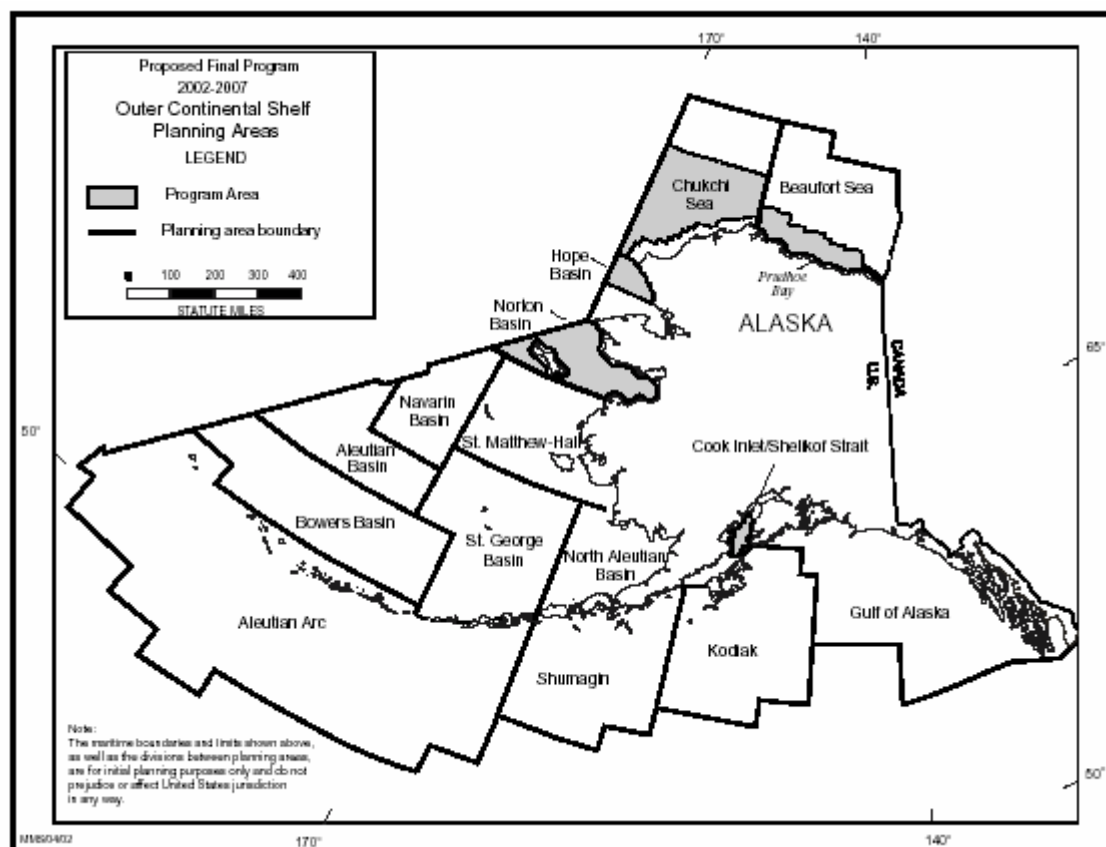 170°
140°
Proposed Final Program
2002-2007
Outer Continental Shelf
Planning Areas
LEGEND
Program Area
Planning area boundary
100 200 300 400
STATUTE MILES
Chukchi
Sea
Beaufort Sea
Hope
Basin
Prudhoe
Bay
Norton
Basin
ALASKA
CANADA
65°
50°
Navarin
Basin
St. Matthew-Hall
Aleutian
Basin
Cook Inlet/Shelikof Strait
Bowers Basin
St. George
Basin
North Aleutian
Basin
Aleutian Arc
Gulf of Alaska
Kodiak
Shumagin
Note:
The maritime boundaries and limits shown above,
as well as the divisions between planning areas,
are for initial planning purposes only and do not
prejudice or affect United States jurisdiction
in any way.
50°
170°
140°